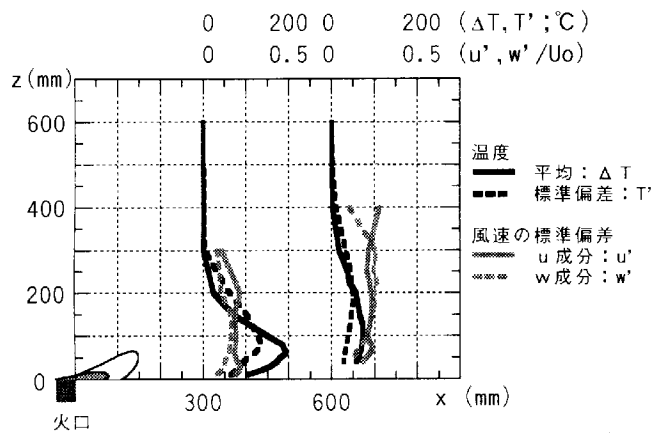 0 200 0 200 (ΔT, T' ; ℃)
0 0.5 0 0.5 (u', w'/Uo)
z (mm)
600
400
200
0
300 600 x (mm)
火口
温度
平均：ΔT
標準偏差：T'
風速の標準偏差
u成分：u'
w成分：w'